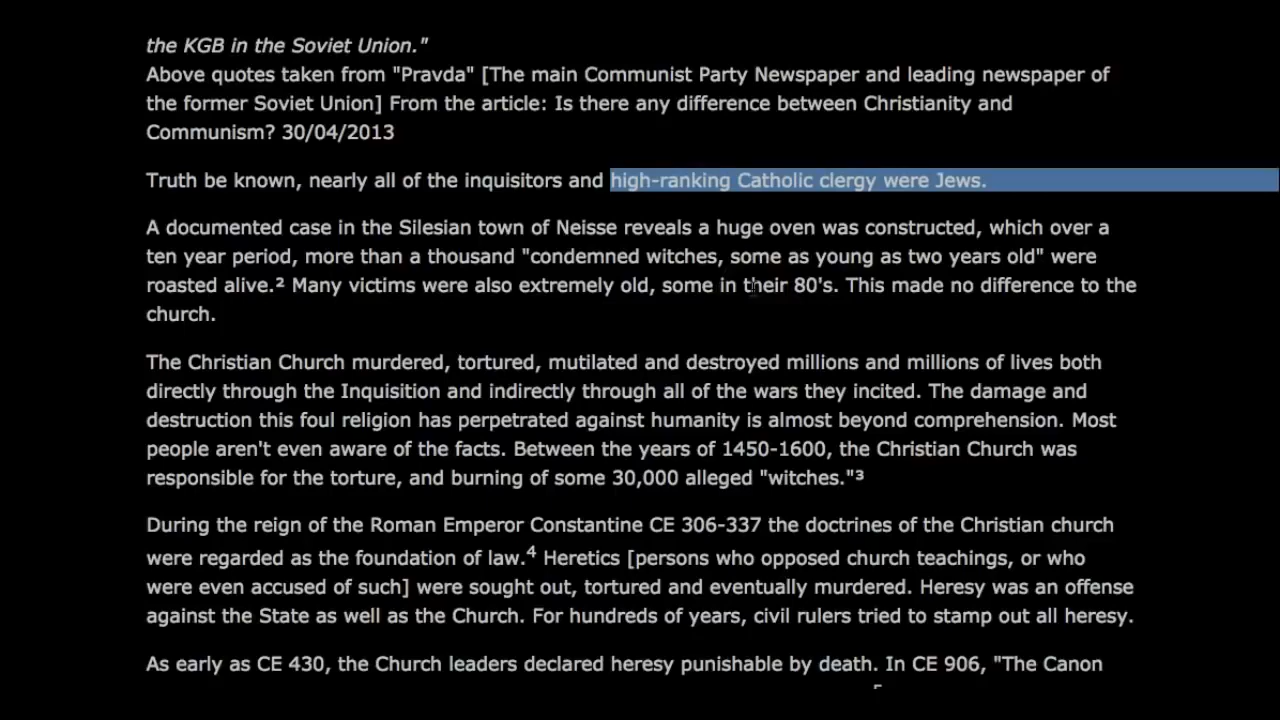 the KGB in the Soviet Union."
Above quotes taken from "Pravda" [The main Communist Party Newspaper and leading newspaper of
the former Soviet Union] From the article: Is there any difference between Christianity and
Communism? 30/04/2013
Truth be known, nearly all of the inquisitors and high-ranking Catholic clergy were Jews.
A documented case in the Silesian town of Neisse reveals a huge oven was constructed, which over a
ten year period, more than a thousand "condemned witches, some as young as two years old" were
roasted alive.² Many victims were also extremely old, some in their 80's. This made no difference to the
church.
The Christian Church murdered, tortured, mutilated and destroyed millions and millions of lives both
directly through the Inquisition and indirectly through all of the wars they incited. The damage and
destruction this foul religion has perpetrated against humanity is almost beyond comprehension. Most
people aren't even aware of the facts. Between the years of 1450-1600, the Christian Church was
responsible for the torture, and burning of some 30,000 alleged "witches."³
During the reign of the Roman Emperor Constantine CE 306-337 the doctrines of the Christian church
were regarded as the foundation of law.⁴ Heretics [persons who opposed church teachings, or who
were even accused of such] were sought out, tortured and eventually murdered. Heresy was an offense
against the State as well as the Church. For hundreds of years, civil rulers tried to stamp out all heresy.
As early as CE 430, the Church leaders declared heresy punishable by death. In CE 906, "The Canon